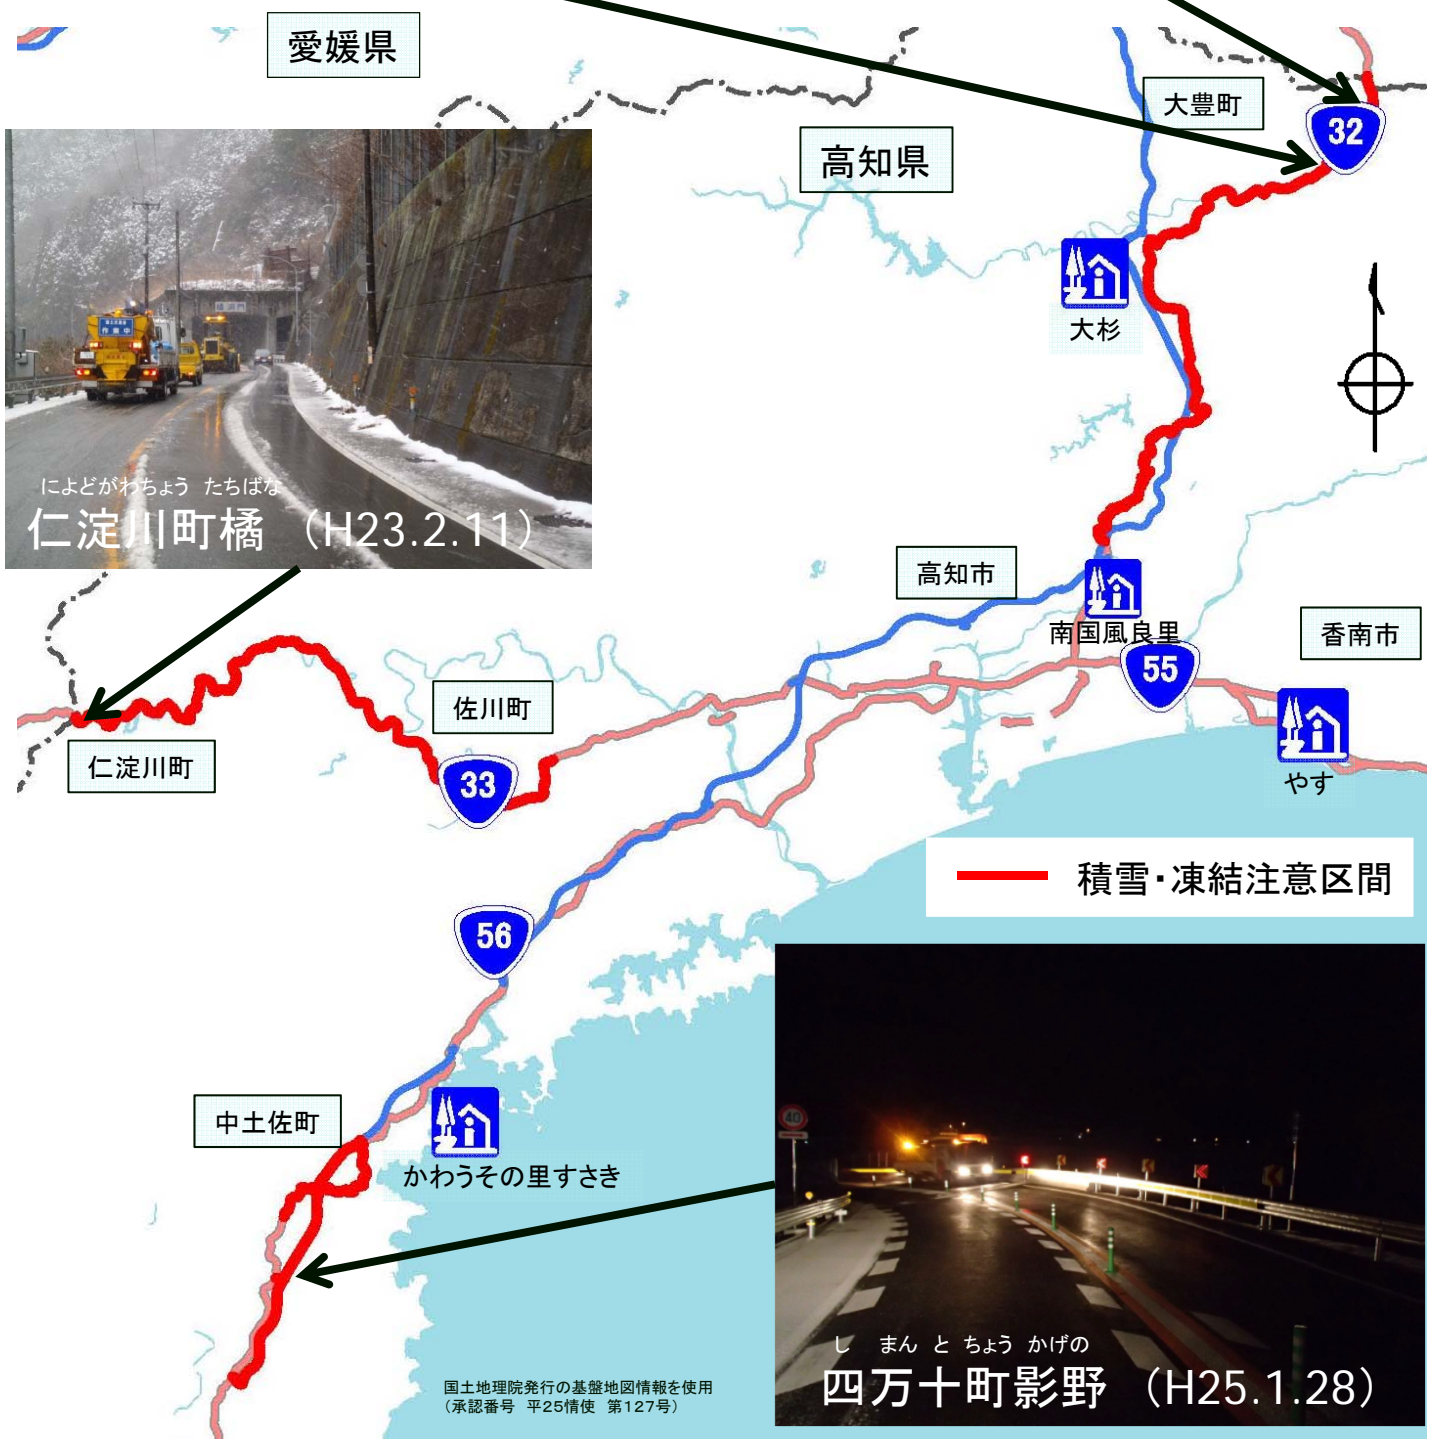 愛媛県
大豊町
32
高知県
大杉
によどがわちょう たちばな
仁淀川町橘 (H23.2.11)
作業中
高知市
南国風良里
香南市
55
佐川町
仁淀川町
33
やす
積雪・凍結注意区間
56
中土佐町
かわうその里すさき
40
し まん と ちょう かげの
四万十町影野 (H25.1.28)
国土地理院発行の基盤地図情報を使用
(承認番号 平25情使 第127号)